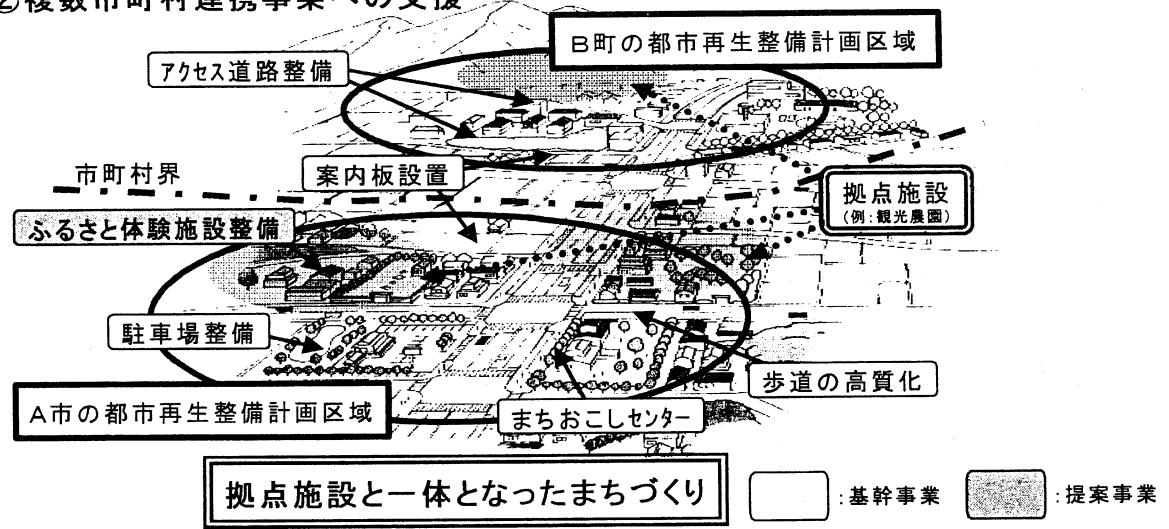 ②複数市町村連携事業への支援
B町の都市再生整備計画区域
アクセス道路整備
市町村界
案内板設置
拠点施設
(例:観光農園)
ふるさと体験施設整備
駐車場整備
歩道の高質化
A市の都市再生整備計画区域
まちおこしセンター
拠点施設と一体となったまちづくり
:基幹事業
:提案事業